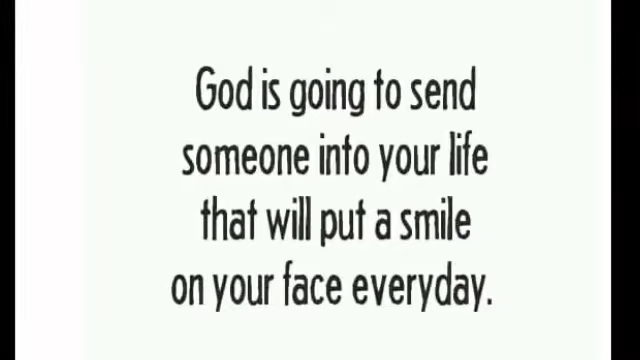 God is going to send
someone into your life
that will put a smile
on your face everyday.